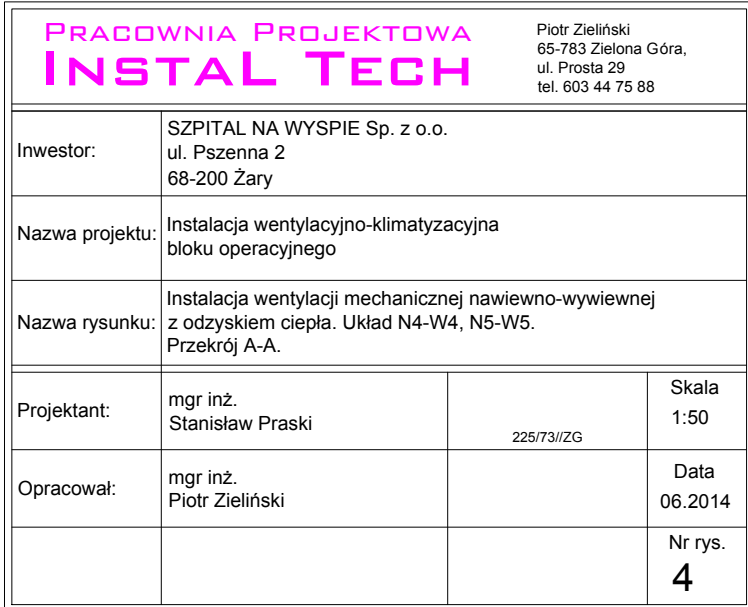 PRACOWNIA PROJEKTOWA
INSTAL TECH
Piotr Zieliński
65-783 Zielona Góra,
ul. Prosta 29
tel. 603 44 75 88
Inwestor:
SZPITAL NA WYSPIE Sp. z o.o.
ul. Pszenna 2
68-200 Żary
Nazwa projektu:
Instalacja wentylacyjno-klimatyzacyjna
bloku operacyjnego
Nazwa rysunku:
Instalacja wentylacji mechanicznej nawiewno-wywiewnej
z odzyskiem ciepła. Układ N4-W4, N5-W5.
Przekrój A-A.
Projektant:
mgr inż.
Stanisław Praski
225/73//ZG
Skala
1:50
Opracował:
mgr inż.
Piotr Zieliński
Data
06.2014
Nr rys.
4